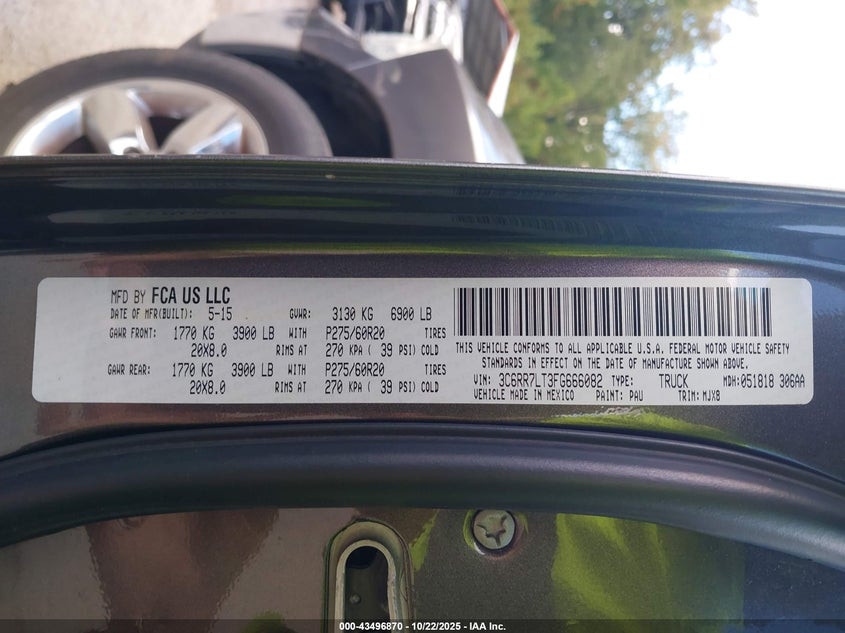 MFD BY FCA US LLC
DATE OF MFR(BUILT): 5-15 GVWR: 3130 KG 6900 LB
GAWR FRONT: 1770 KG 3900 LB WITH P275/60R20 TIRES
20X8.0 RIMS AT 270 KPA ( 39 PSI) COLD
GAWR REAR: 1770 KG 3900 LB WITH P275/60R20 TIRES
20X8.0 RIMS AT 270 KPA ( 39 PSI) COLD
THIS VEHICLE CONFORMS TO ALL APPLICABLE U.S.A. FEDERAL MOTOR VEHICLE SAFETY
STANDARDS IN EFFECT ON THE DATE OF MANUFACTURE SHOWN ABOVE.
VIN: 3C6RR7LT3FG666082 TYPE: TRUCK MDH:051818 306AA
VEHICLE MADE IN MEXICO PAINT: PAU TRIM: MJX8
000-43496870 - 10/22/2025 - IAA Inc.